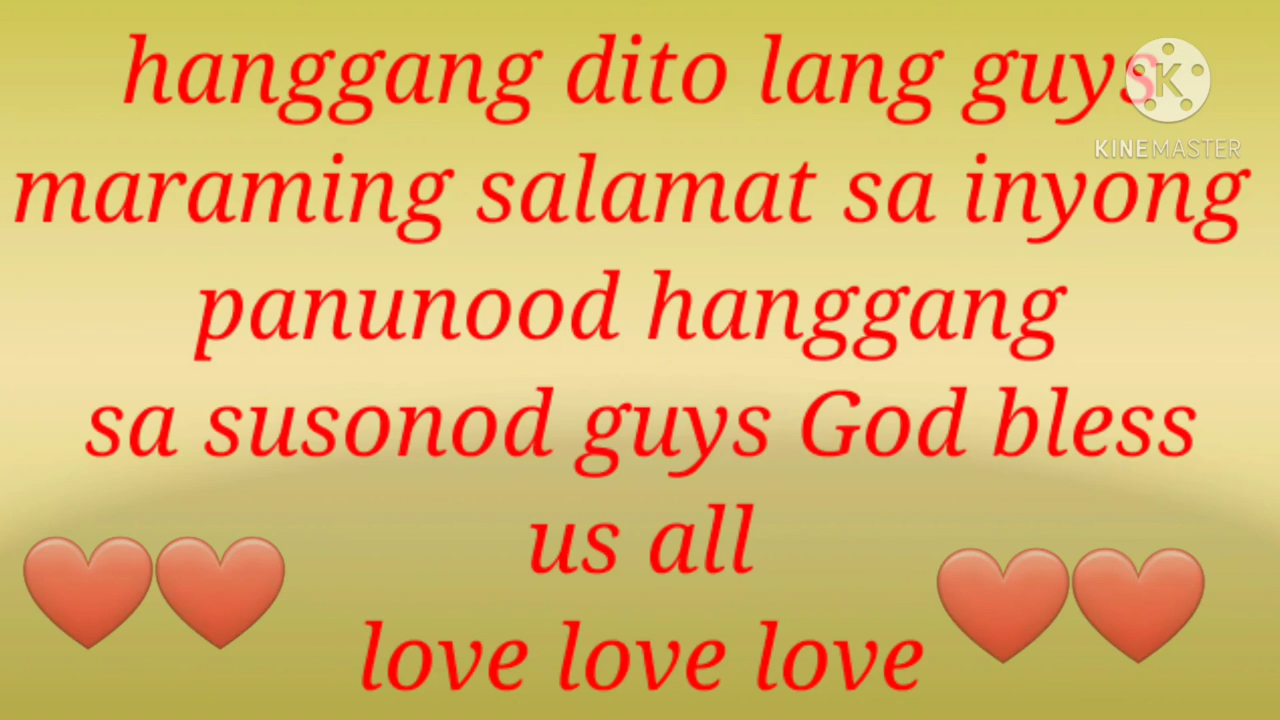 hanggang dito lang guys
KINEMASTER
maraming salamat sa inyong
panunood hanggang
sa susonod guys God bless
us all
love love love